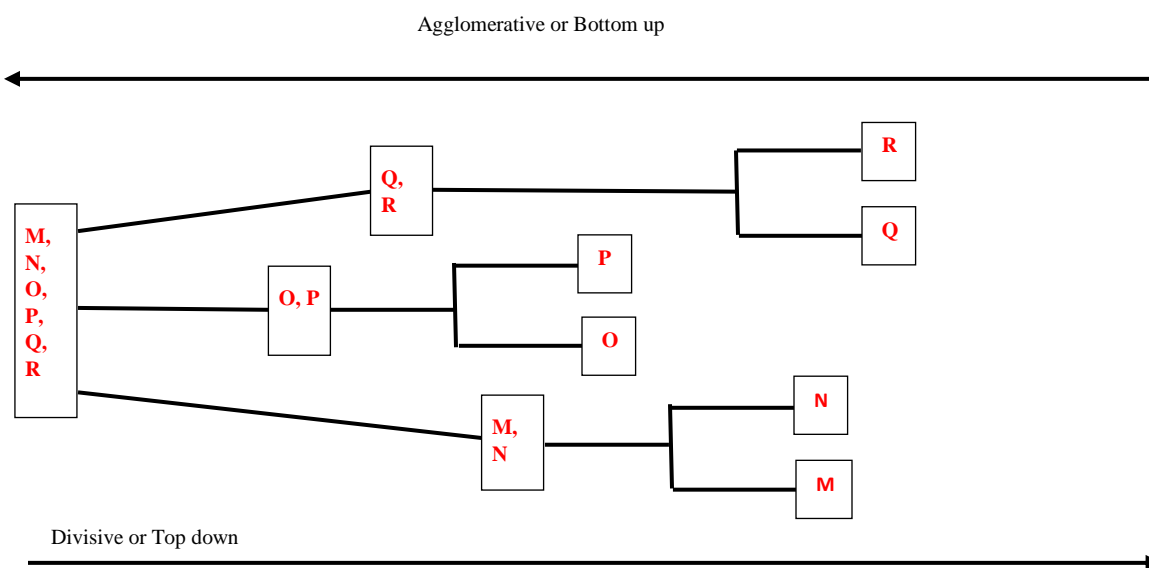 Agglomerative or Bottom up
R
Q,
R
Q
M,
N,
O,
P,
Q,
R
P
O, P
O
N
M,
N
M
Divisive or Top down